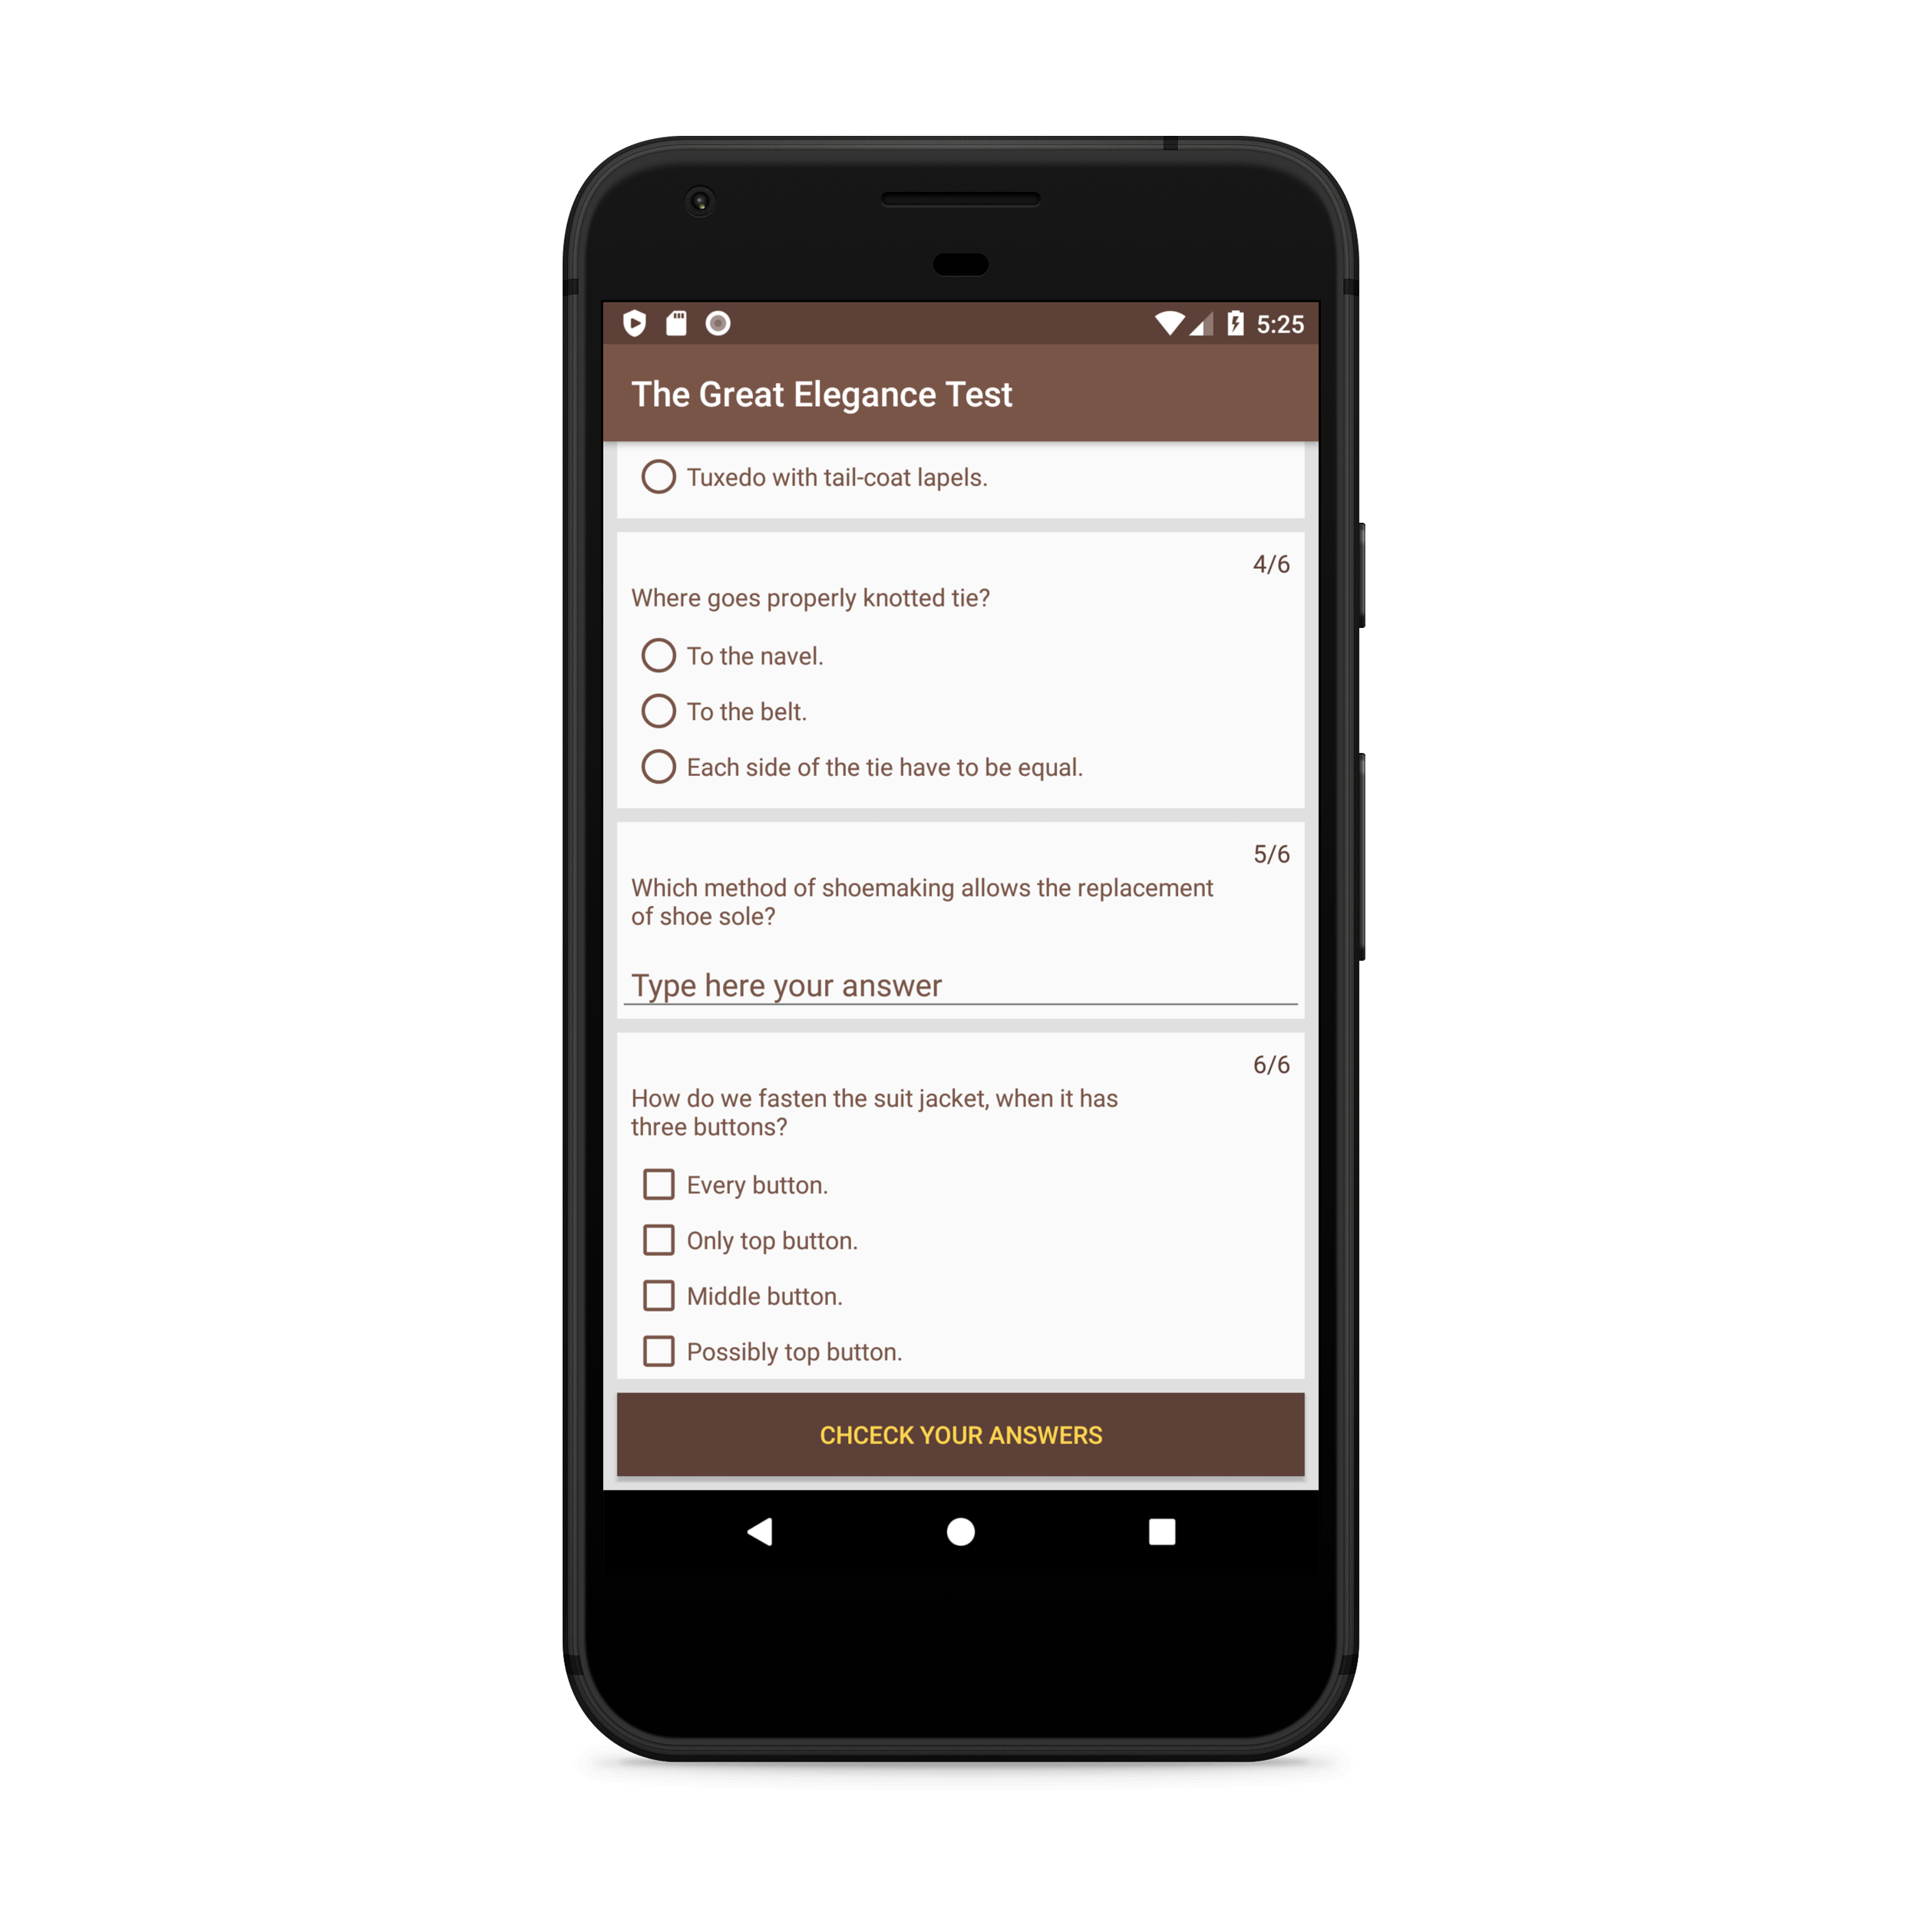 5:25
The Great Elegance Test
Tuxedo with tail-coat lapels.
4/6
Where goes properly knotted tie?
To the navel.
To the belt.
Each side of the tie have to be equal.
5/6
Which method of shoemaking allows the replacement
of shoe sole?
Type here your answer
6/6
How do we fasten the suit jacket, when it has
three buttons?
Every button.
Only top button.
Middle button.
Possibly top button.
CHCECK YOUR ANSWERS